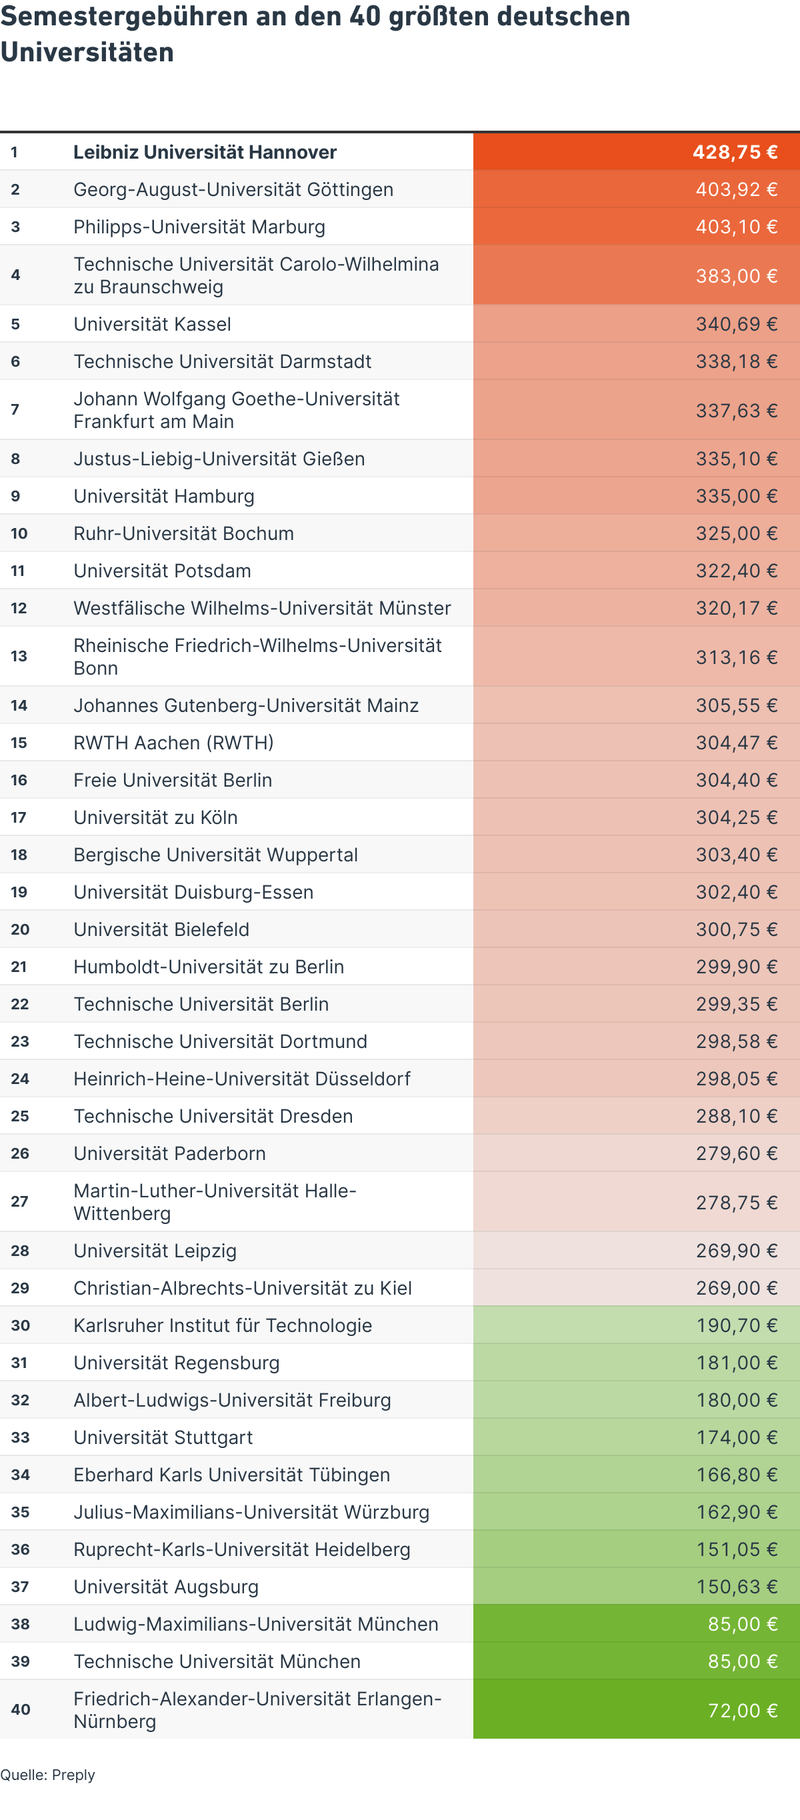 Semestergebühren an den 40 größten deutschen
Universitäten
1 Leibniz Universität Hannover 428,75 €
2 Georg-August-Universität Göttingen 403,92 €
3 Philipps-Universität Marburg 403,10 €
4 Technische Universität Carolo-Wilhelmina
zu Braunschweig 383,00 €
5 Universität Kassel 340,69 €
6 Technische Universität Darmstadt 338,18 €
7 Johann Wolfgang Goethe-Universität
Frankfurt am Main 337,63 €
8 Justus-Liebig-Universität Gießen 335,10 €
9 Universität Hamburg 335,00 €
10 Ruhr-Universität Bochum 325,00 €
11 Universität Potsdam 322,40 €
12 Westfälische Wilhelms-Universität Münster 320,17 €
13 Rheinische Friedrich-Wilhelms-Universität
Bonn 313,16 €
14 Johannes Gutenberg-Universität Mainz 305,55 €
15 RWTH Aachen (RWTH) 304,47 €
16 Freie Universität Berlin 304,40 €
17 Universität zu Köln 304,25 €
18 Bergische Universität Wuppertal 303,40 €
19 Universität Duisburg-Essen 302,40 €
20 Universität Bielefeld 300,75 €
21 Humboldt-Universität zu Berlin 299,90 €
22 Technische Universität Berlin 299,35 €
23 Technische Universität Dortmund 298,58 €
24 Heinrich-Heine-Universität Düsseldorf 298,05 €
25 Technische Universität Dresden 288,10 €
26 Universität Paderborn 279,60 €
27 Martin-Luther-Universität Halle-
Wittenberg 278,75 €
28 Universität Leipzig 269,90 €
29 Christian-Albrechts-Universität zu Kiel 269,00 €
30 Karlsruher Institut für Technologie 190,70 €
31 Universität Regensburg 181,00 €
32 Albert-Ludwigs-Universität Freiburg 180,00 €
33 Universität Stuttgart 174,00 €
34 Eberhard Karls Universität Tübingen 166,80 €
35 Julius-Maximilians-Universität Würzburg 162,90 €
36 Ruprecht-Karls-Universität Heidelberg 151,05 €
37 Universität Augsburg 150,63 €
38 Ludwig-Maximilians-Universität München 85,00 €
39 Technische Universität München 85,00 €
40 Friedrich-Alexander-Universität Erlangen-
Nürnberg 72,00 €
Quelle: Preply